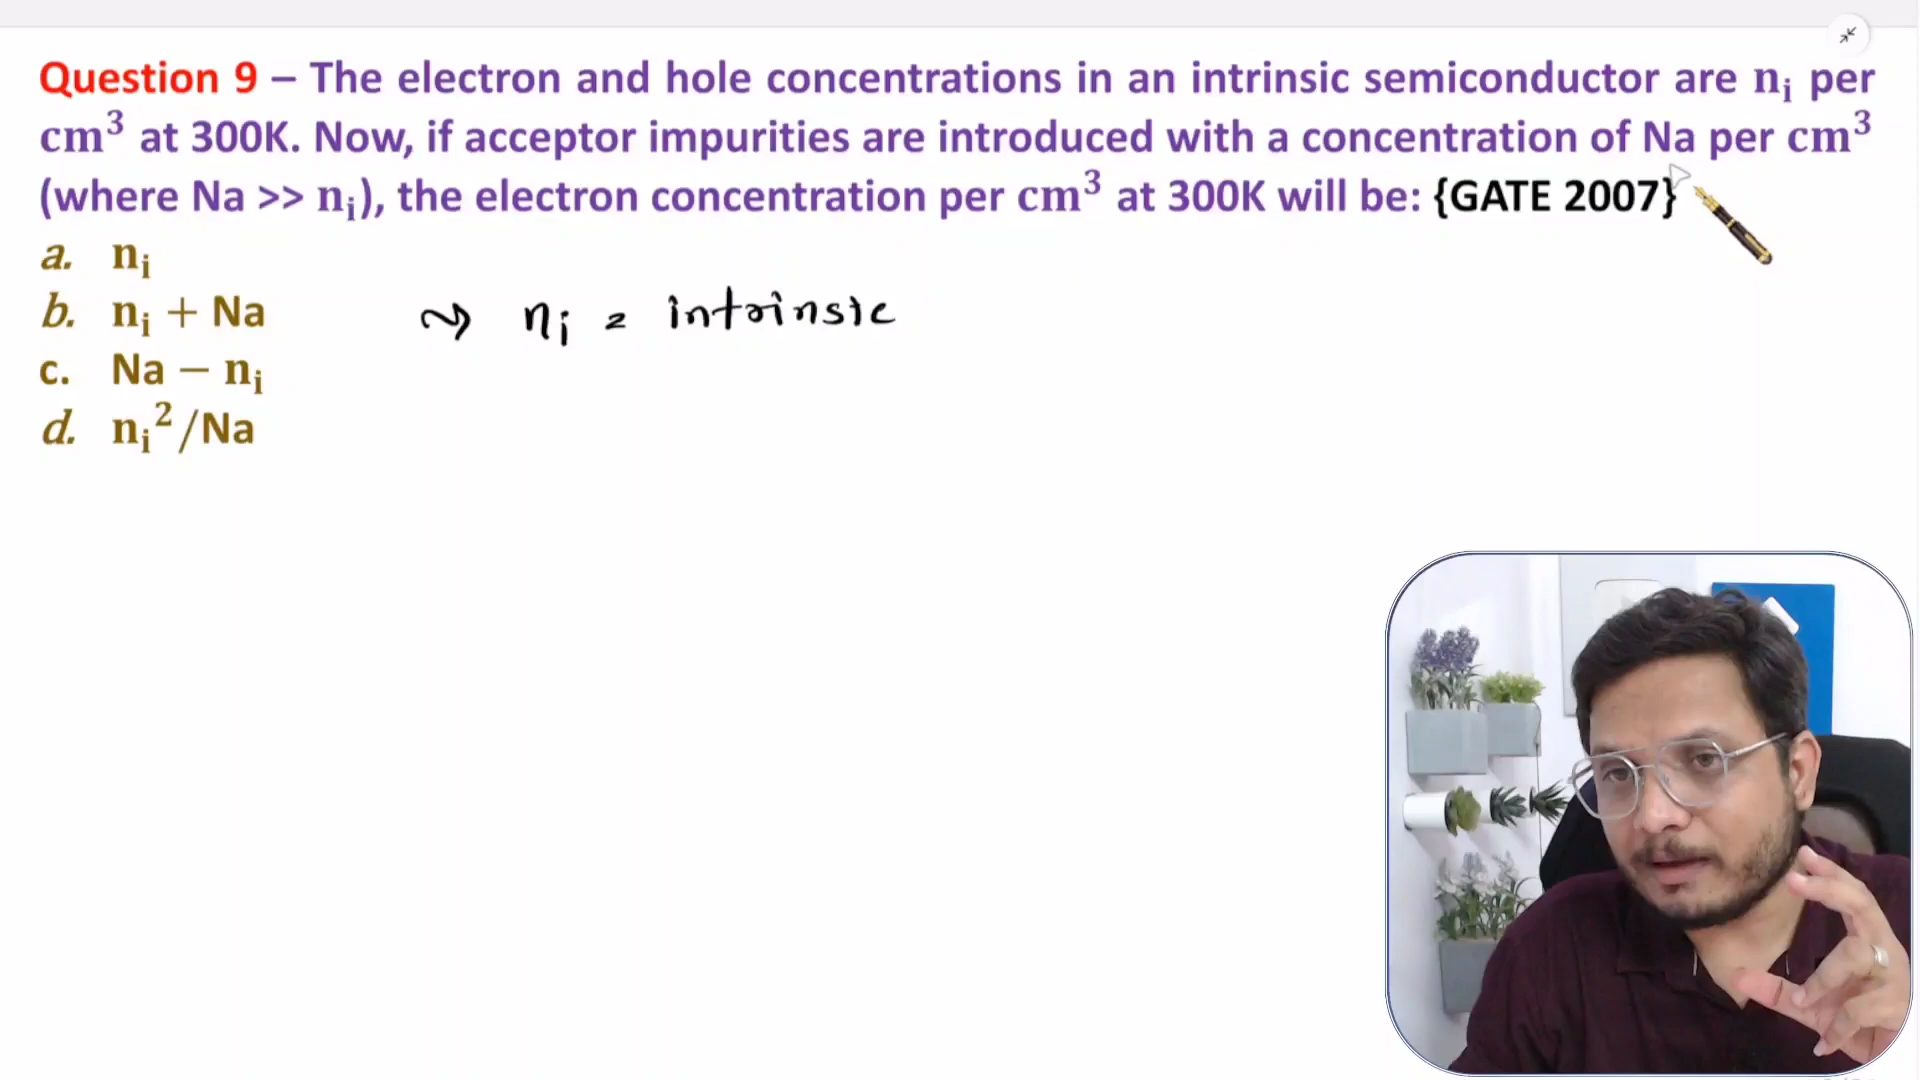 Question 9 – The electron and hole concentrations in an intrinsic semiconductor are nᵢ per
cm³ at 300K. Now, if acceptor impurities are introduced with a concentration of Na per cm³
(where Na >> nᵢ), the electron concentration per cm³ at 300K will be: {GATE 2007}
a. nᵢ
b. nᵢ + Na
c. Na − nᵢ
d. nᵢ²/Na
⤳ nᵢ = intrinsic